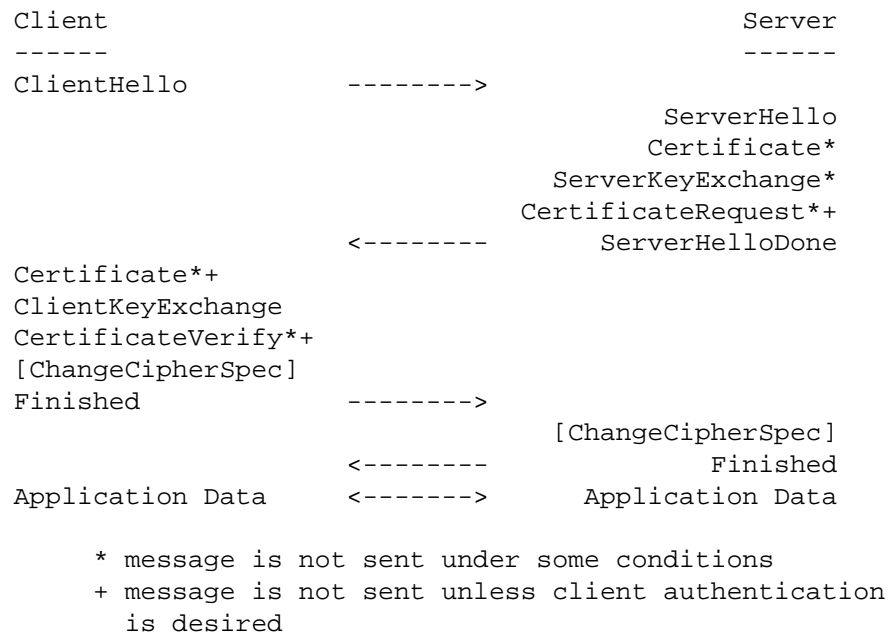 Client                                               Server
------                                               ------
ClientHello             -------->
                                                ServerHello
                                               Certificate*
                                         ServerKeyExchange*
                                       CertificateRequest*+
                        <--------           ServerHelloDone
Certificate*+
ClientKeyExchange
CertificateVerify*+
[ChangeCipherSpec]
Finished                -------->
                                         [ChangeCipherSpec]
                        <--------                  Finished
Application Data        <------->          Application Data
* message is not sent under some conditions
+ message is not sent unless client authentication
is desired